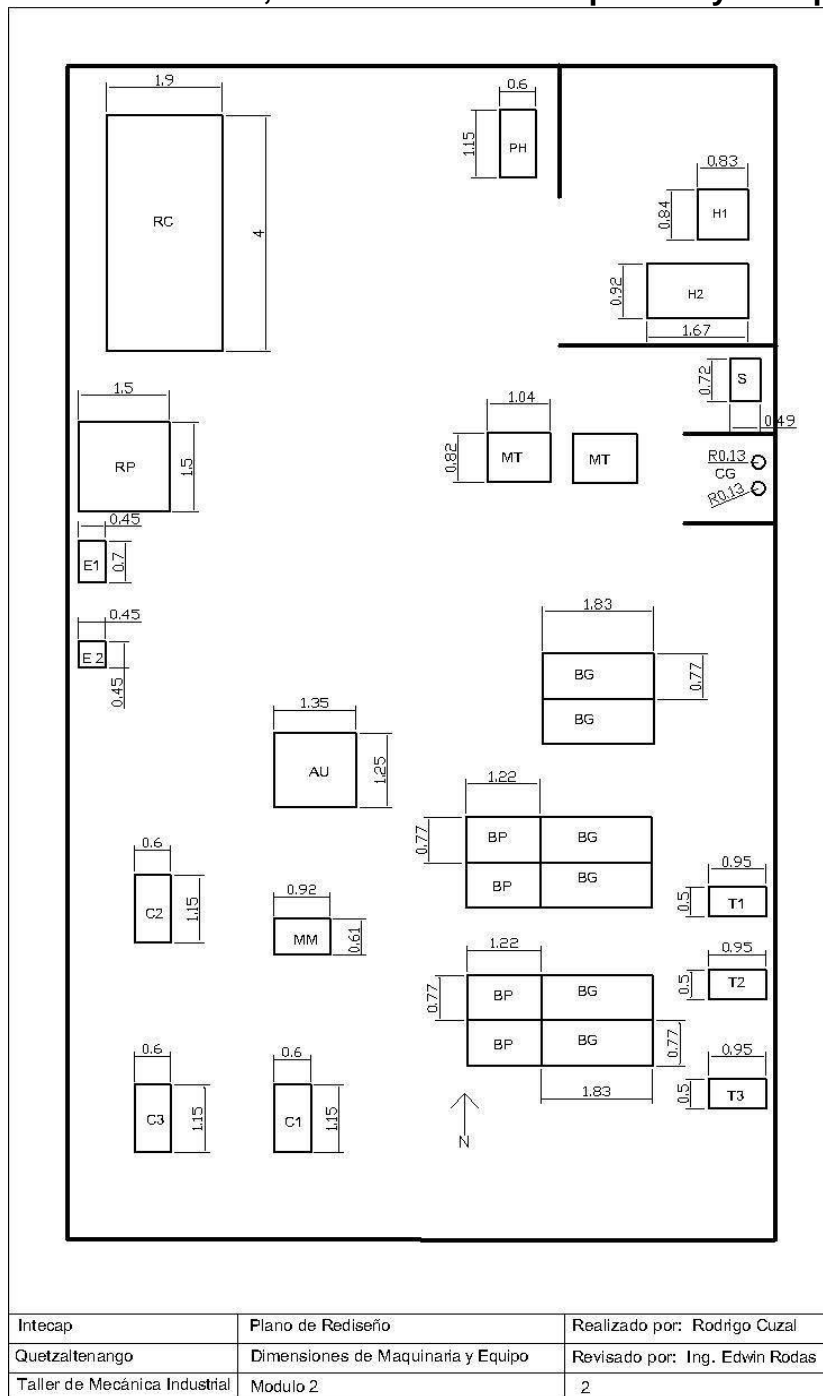 1.9
0.6
1.15
PH
0.83
0.84
H1
RC
4
0.92
H2
1.67
0.72
S
0.49
1.5
RP
1.5
1.04
0.82
MT
MT
R0.13
CG
R0.13
0.45
E1
0.7
0.45
E 2
0.45
1.83
BG
0.77
BG
1.35
AU
1.25
1.22
0.77
BP
BG
BP
BG
0.6
C2
1.15
0.92
MM
0.61
0.95
0.5
T1
1.22
0.77
BP
BG
BP
BG
0.77
1.83
0.95
0.5
T2
0.95
0.5
T3
0.6
C3
1.15
0.6
C1
1.15
N
Intecap
Plano de Rediseño
Realizado por: Rodrigo Cuzal
Quetzaltenango
Dimensiones de Maquinaria y Equipo
Revisado por: Ing. Edwin Rodas
Taller de Mecánica Industrial
Modulo 2
2